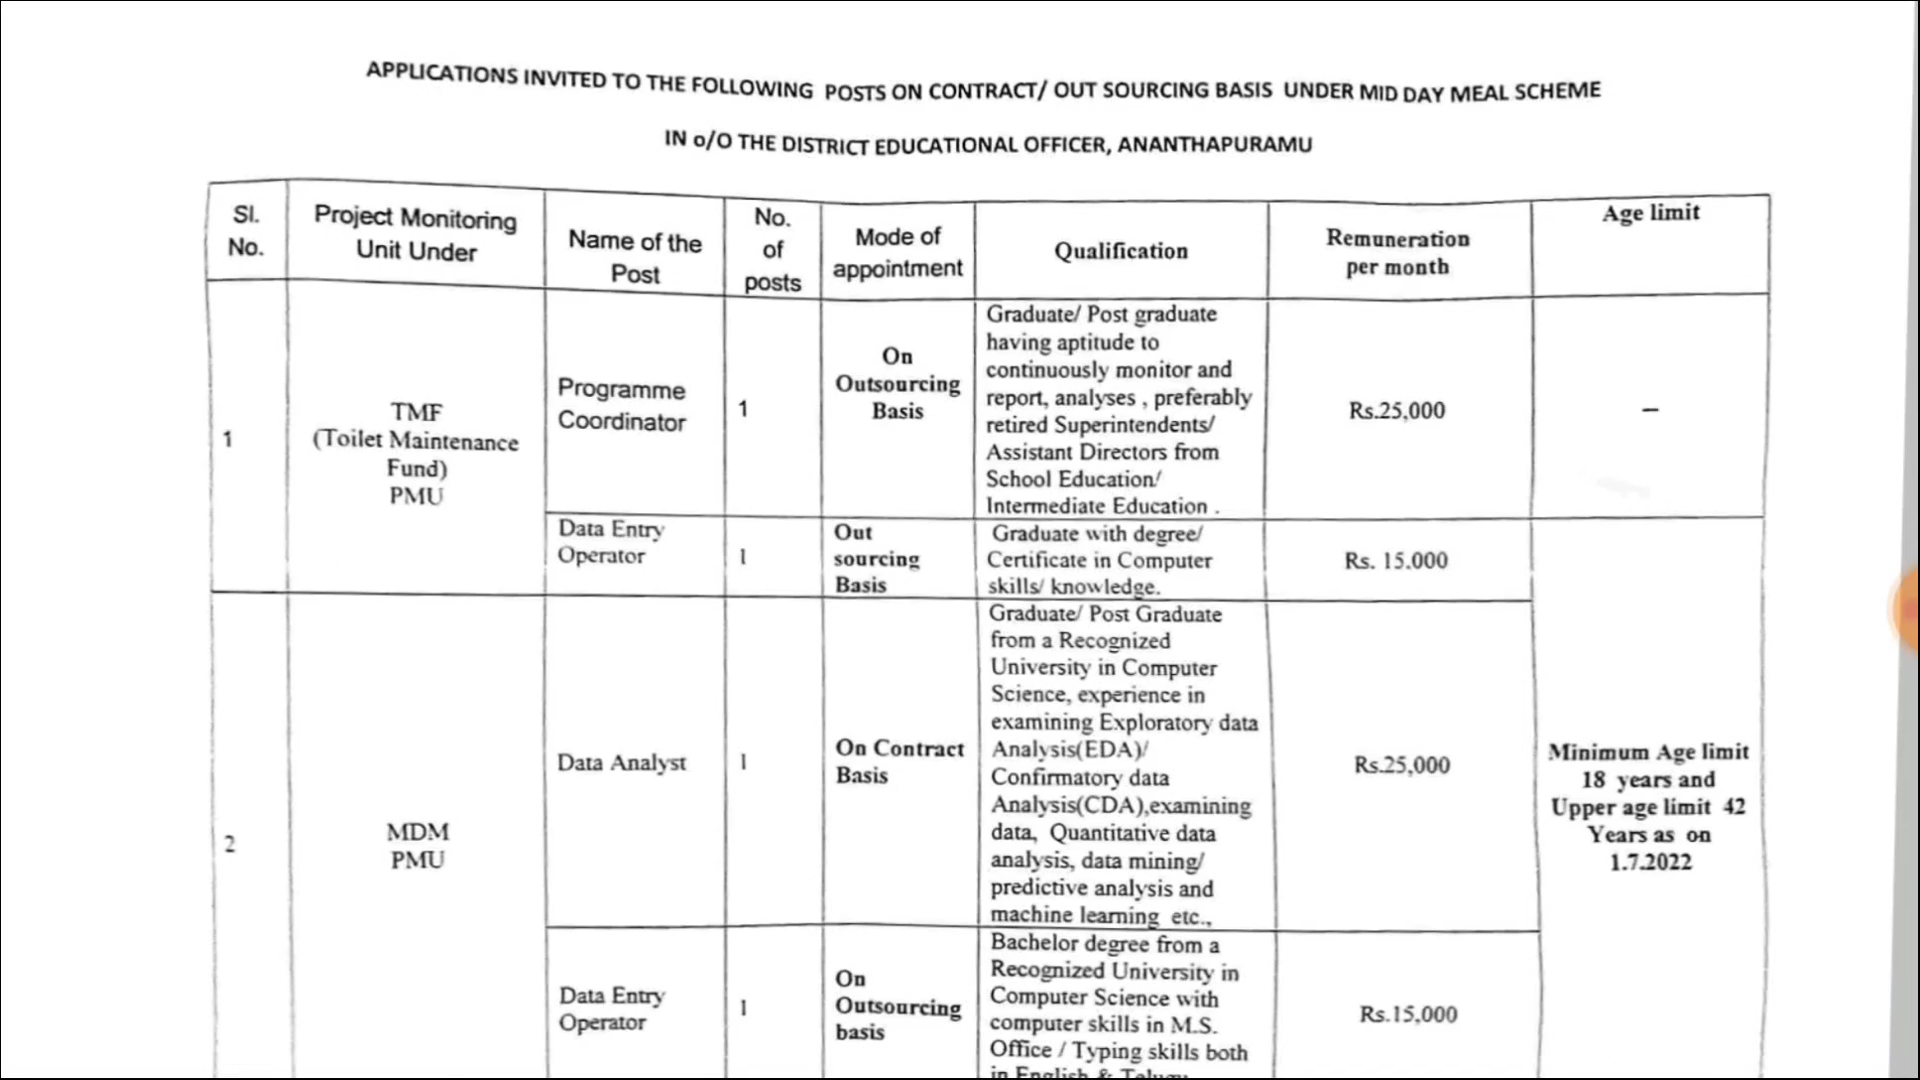 APPLICATIONS INVITED TO THE FOLLOWING POSTS ON CONTRACT/ OUT SOURCING BASIS UNDER MID DAY MEAL SCHEME
IN o/O THE DISTRICT EDUCATIONAL OFFICER, ANANTHAPURAMU
Sl.
No.
Project Monitoring
Unit Under
Name of the
Post
No.
of
posts
Mode of
appointment
Qualification
Remuneration
per month
Age limit
1
TMF
(Toilet Maintenance
Fund)
PMU
Programme
Coordinator
1
On
Outsourcing
Basis
Graduate/ Post graduate
having aptitude to
continuously monitor and
report, analyses , preferably
retired Superintendents/
Assistant Directors from
School Education/
Intermediate Education .
Rs.25,000
–
Data Entry
Operator
1
Out
sourcing
Basis
Graduate with degree/
Certificate in Computer
skills/ knowledge.
Rs. 15.000
2
MDM
PMU
Data Analyst
1
On Contract
Basis
Graduate/ Post Graduate
from a Recognized
University in Computer
Science, experience in
examining Exploratory data
Analysis(EDA)/
Confirmatory data
Analysis(CDA),examining
data, Quantitative data
analysis, data mining/
predictive analysis and
machine learning etc.,
Rs.25,000
Minimum Age limit
18 years and
Upper age limit 42
Years as on
1.7.2022
Data Entry
Operator
1
On
Outsourcing
basis
Bachelor degree from a
Recognized University in
Computer Science with
computer skills in M.S.
Office / Typing skills both
in English & Telugu
Rs.15,000